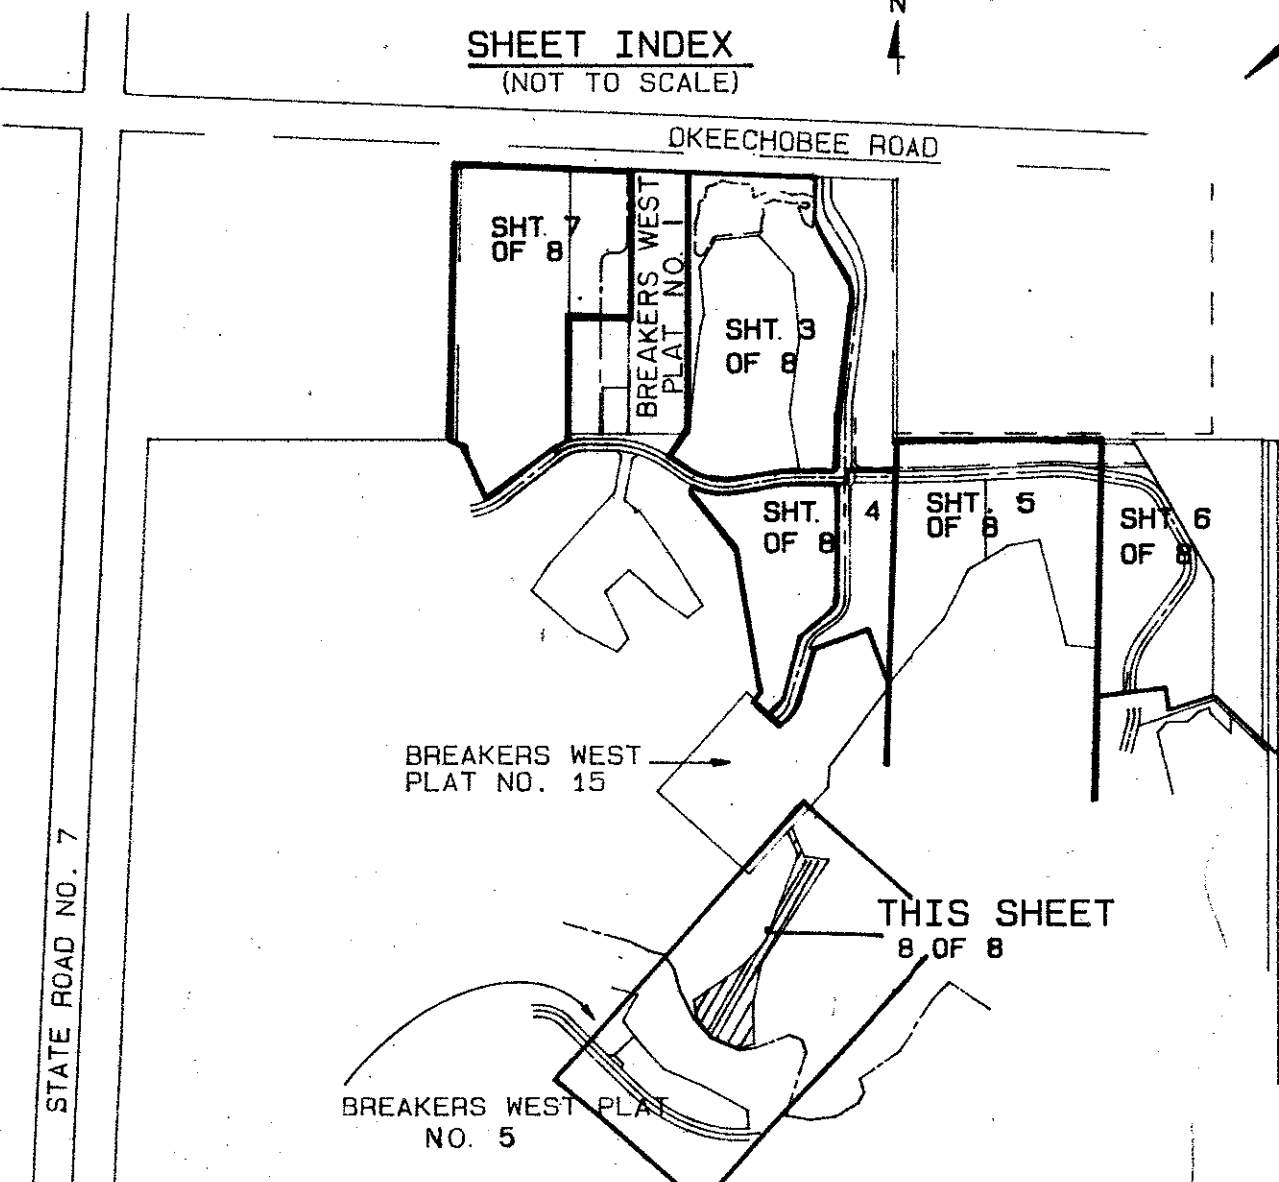 N
SHEET INDEX
(NOT TO SCALE)
OKEECHOBEE ROAD
SHT. 7
OF 8
BREAKERS WEST
PLAT NO. 1
SHT. 3
OF 8
SHT. 4
OF 8
SHT. 5
OF 8
SHT 6
OF 8
BREAKERS WEST
PLAT NO. 15
THIS SHEET
8 OF 8
STATE ROAD NO. 7
BREAKERS WEST PLAT
NO. 5